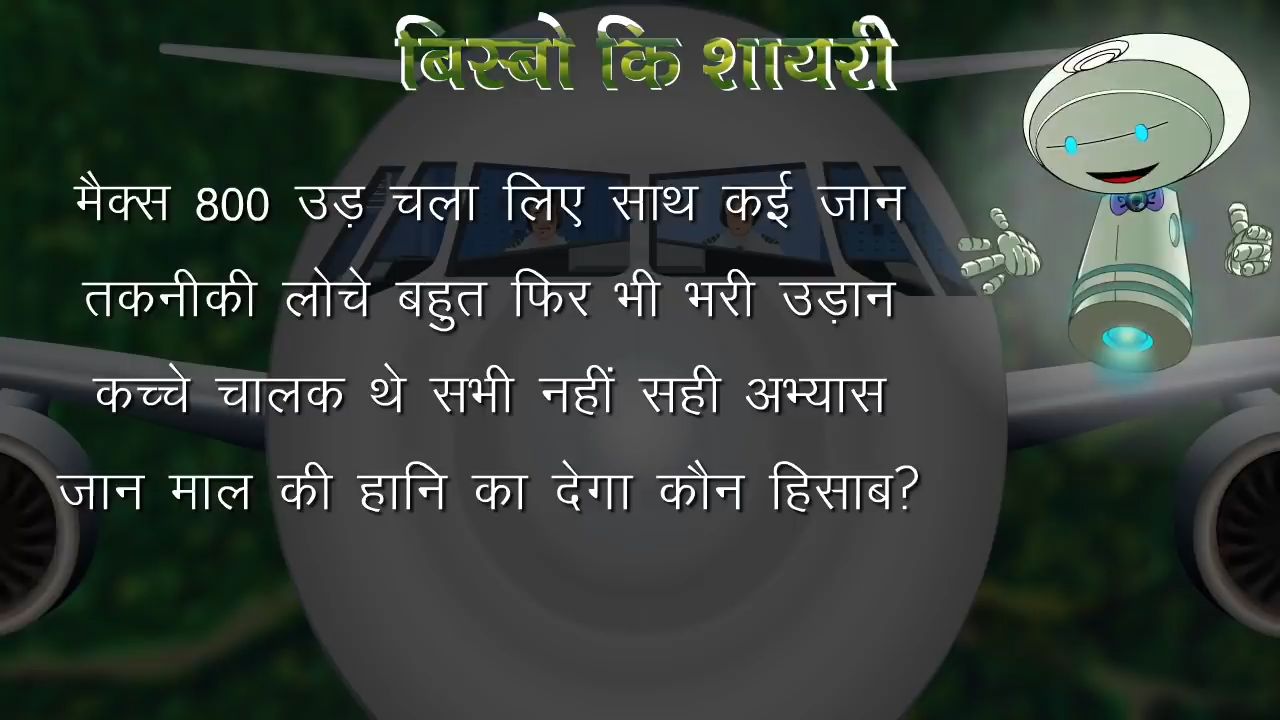 बिस्बो कि शायरी
मैक्स 800 उड़ चला लिए साथ कई जान
तकनीकी लोचे बहुत फिर भी भरी उड़ान
कच्चे चालक थे सभी नहीं सही अभ्यास
जान माल की हानि का देगा कौन हिसाब?